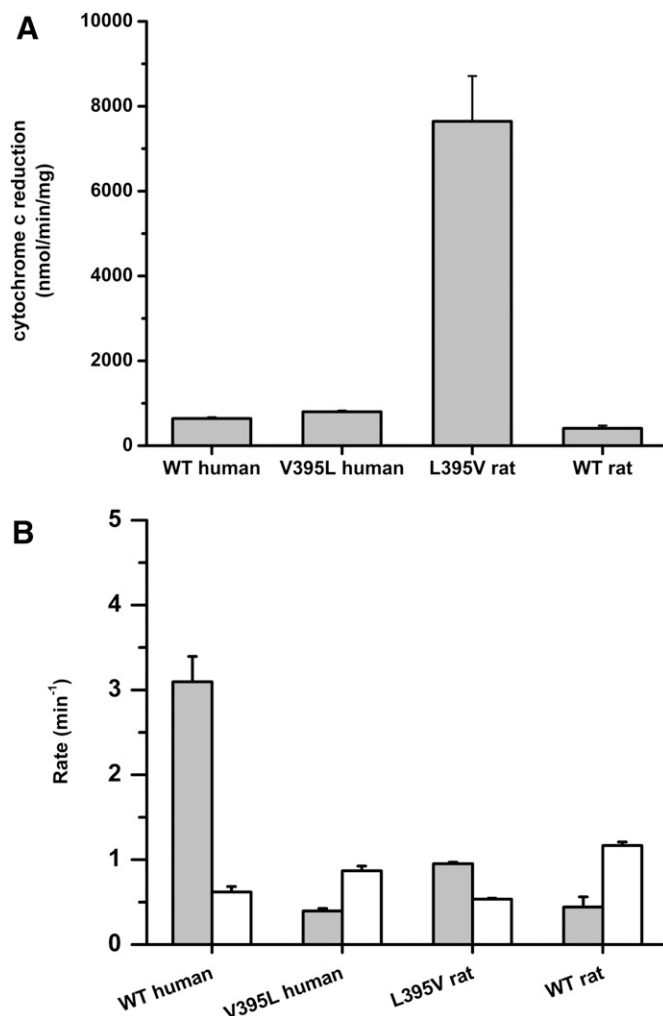 A
cytochrome c reduction
(nmol/min/mg)
10000
8000
6000
4000
2000
0
WT human V395L human L395V rat WT rat
B
Rate (min⁻¹)
5
4
3
2
1
0
WT human V395L human L395V rat WT rat